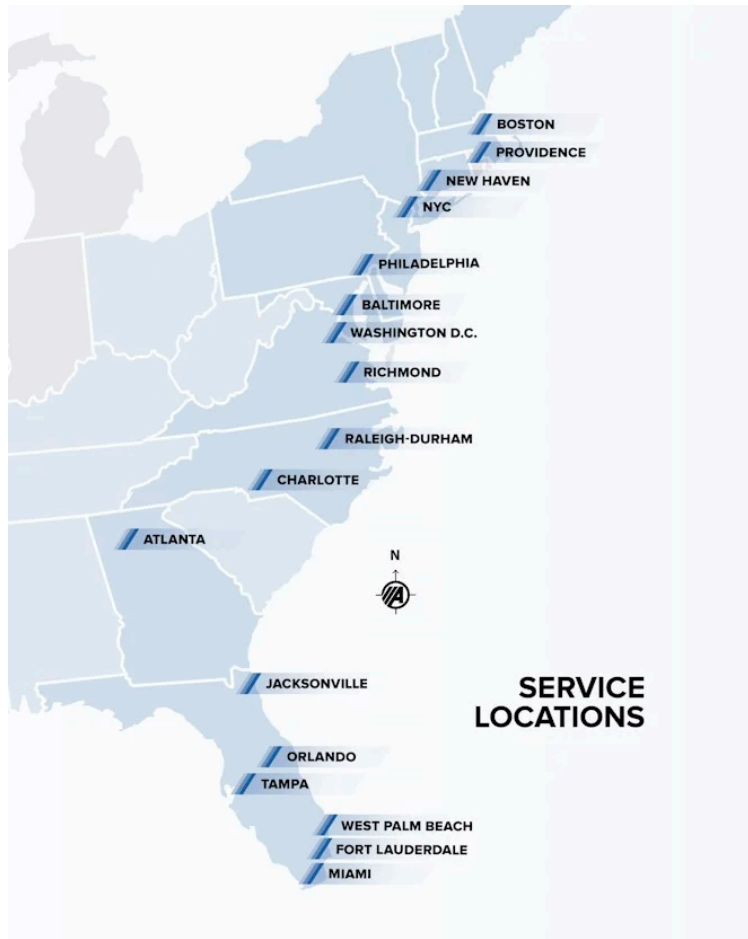 BOSTON
PROVIDENCE
NEW HAVEN
NYC
PHILADELPHIA
BALTIMORE
WASHINGTON D.C.
RICHMOND
RALEIGH-DURHAM
CHARLOTTE
ATLANTA
N
A
JACKSONVILLE
SERVICE
LOCATIONS
ORLANDO
TAMPA
WEST PALM BEACH
FORT LAUDERDALE
MIAMI